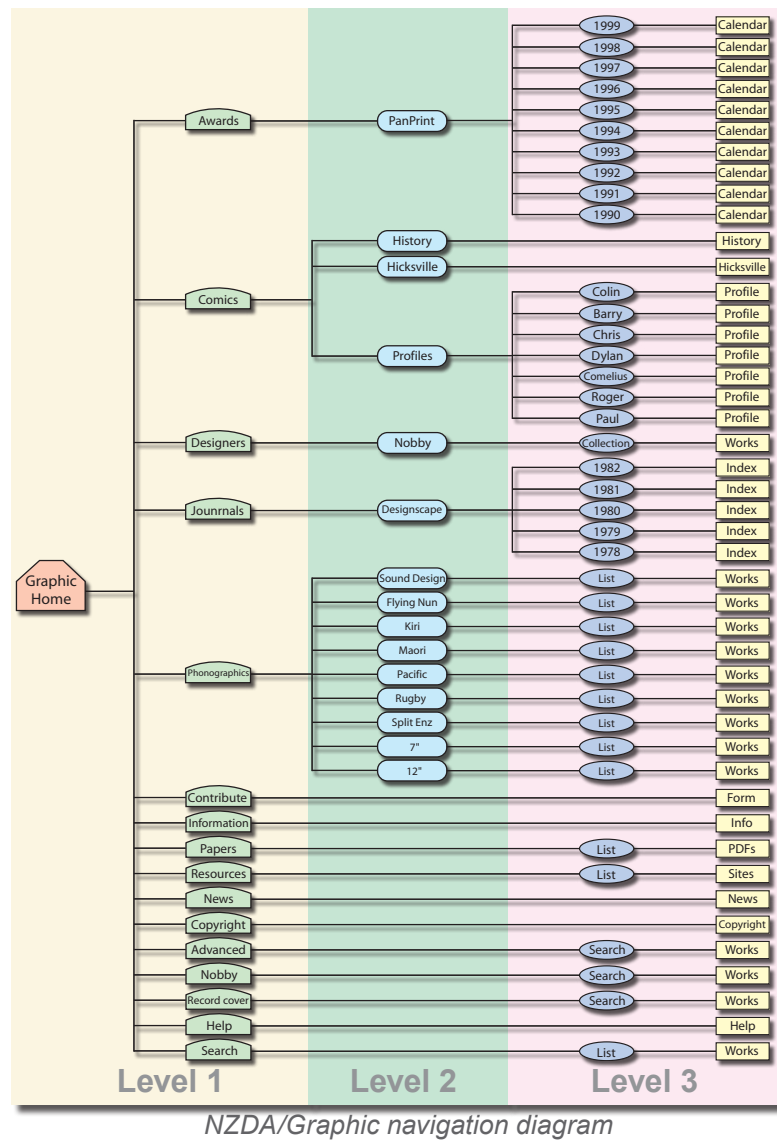 1999 Calendar
1998 Calendar
1997 Calendar
1996 Calendar
1995 Calendar
Awards PanPrint 1994 Calendar
1993 Calendar
1992 Calendar
1991 Calendar
1990 Calendar
History History
Hicksville Hicksville
Colin Profile
Comics Barry Profile
Chris Profile
Profiles Dylan Profile
Cornelius Profile
Roger Profile
Paul Profile
Designers Nobby Collection Works
1982 Index
1981 Index
Jounrnals Designscape 1980 Index
1979 Index
1978 Index
Graphic
Home
Sound Design List Works
Flying Nun List Works
Kiri List Works
Maori List Works
Phonographics Pacific List Works
Rugby List Works
Split Enz List Works
7" List Works
12" List Works
Contribute Form
Information Info
Papers List PDFs
Resources List Sites
News News
Copyright Copyright
Advanced Search Works
Nobby Search Works
Record cover Search Works
Help Help
Search List Works
Level 1 Level 2 Level 3
NZDA/Graphic navigation diagram